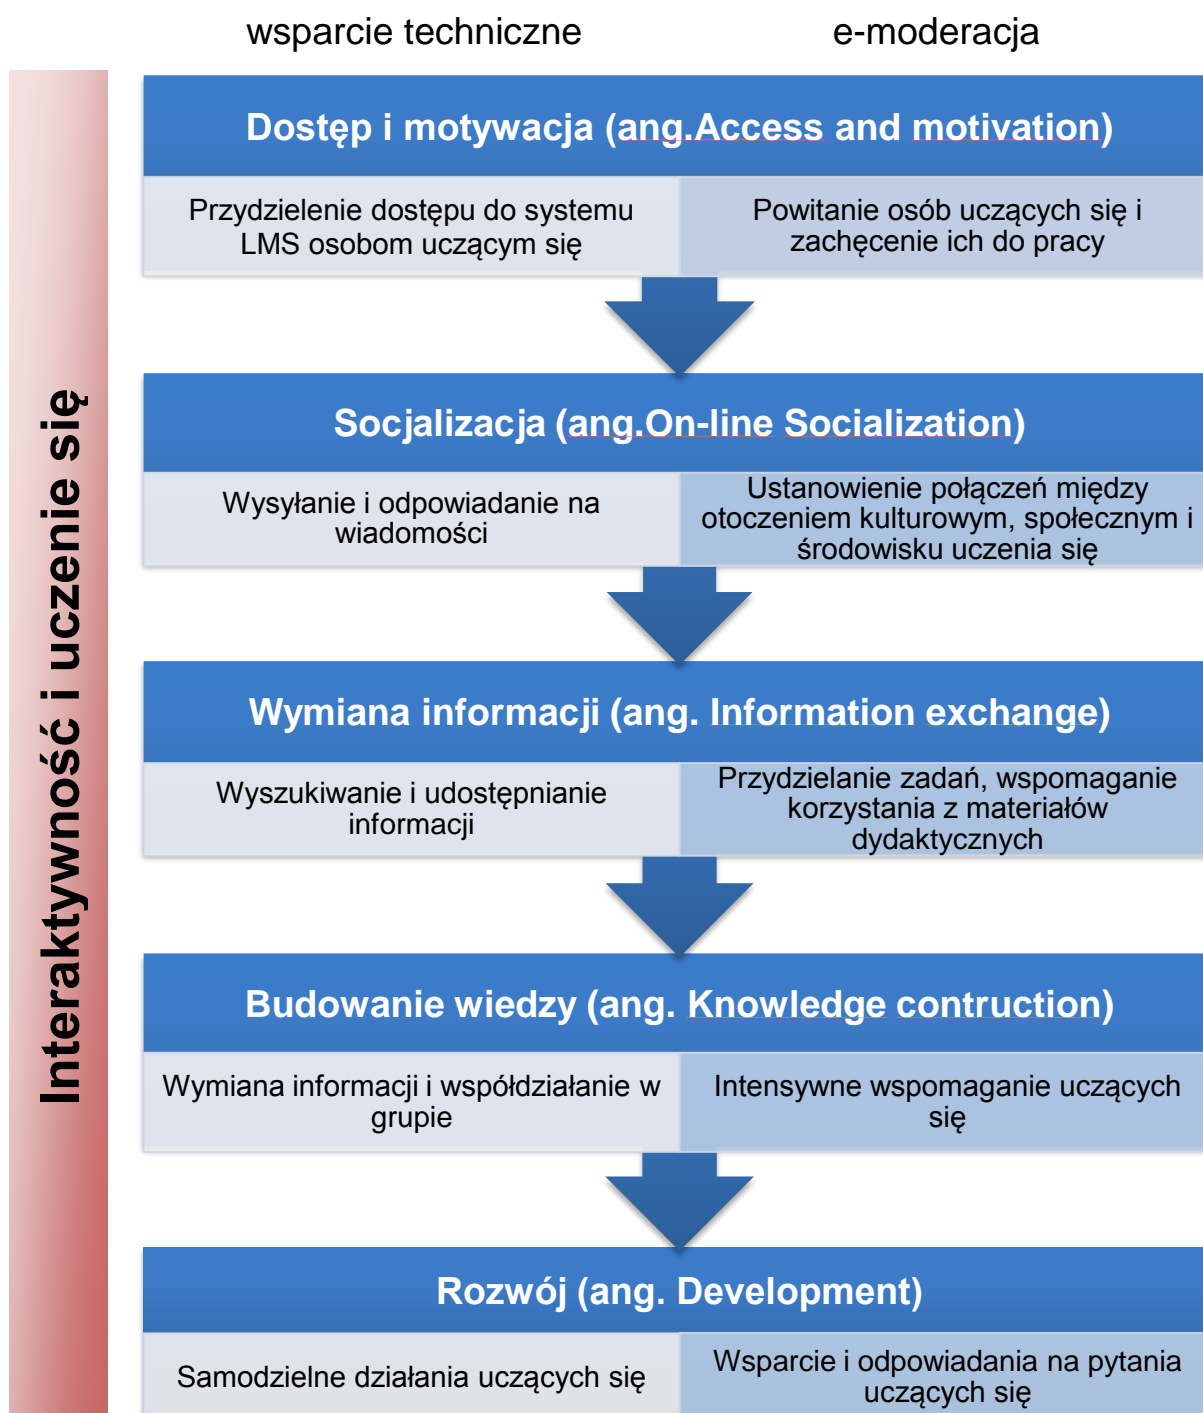 wsparcie techniczne
e-moderacja
Interaktywność i uczenie się
Dostęp i motywacja (ang.Access and motivation)
Przydzielenie dostępu do systemu
LMS osobom uczącym się
Powitanie osób uczących się i
zachęcenie ich do pracy
Socjalizacja (ang.On-line Socialization)
Wysyłanie i odpowiadanie na
wiadomości
Ustanowienie połączeń między
otoczeniem kulturowym, społecznym i
środowisku uczenia się
Wymiana informacji (ang. Information exchange)
Wyszukiwanie i udostępnianie
informacji
Przydzielanie zadań, wspomaganie
korzystania z materiałów
dydaktycznych
Budowanie wiedzy (ang. Knowledge contruction)
Wymiana informacji i współdziałanie w
grupie
Intensywne wspomaganie uczących
się
Rozwój (ang. Development)
Samodzielne działania uczących się
Wsparcie i odpowiadania na pytania
uczących się